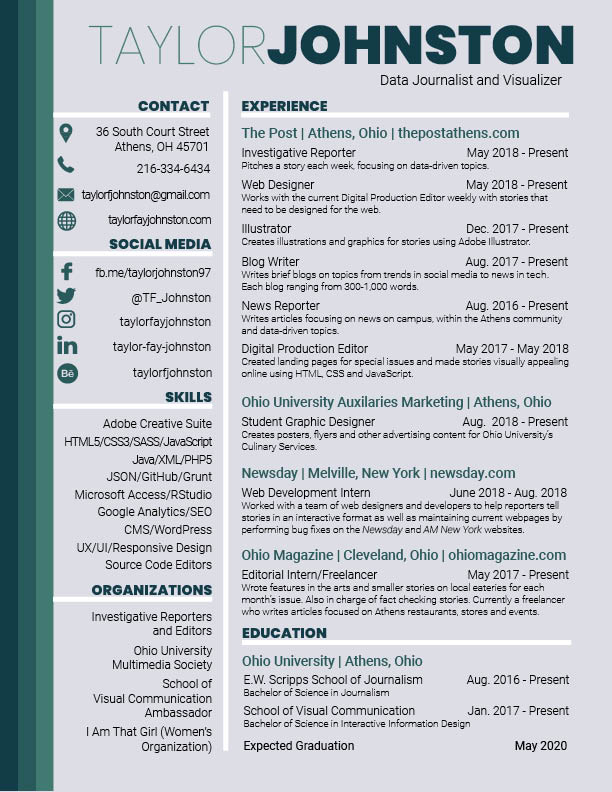 TAYLORJOHNSTON
Data Journalist and Visualizer
CONTACT
36 South Court Street
Athens, OH 45701
216-334-6434
taylorfjohnston@gmail.com
taylorfayjohnston.com
SOCIAL MEDIA
fb.me/taylorjohnston97
@TF_Johnston
taylorfayjohnston
in
taylor-fay-johnston
Bē
taylorfjohnston
SKILLS
Adobe Creative Suite
HTML5/CSS3/SASS/JavaScript
Java/XML/PHP5
JSON/GitHub/Grunt
Microsoft Access/RStudio
Google Analytics/SEO
CMS/WordPress
UX/UI/Responsive Design
Source Code Editors
ORGANIZATIONS
Investigative Reporters
and Editors
Ohio University
Multimedia Society
School of
Visual Communication
Ambassador
I Am That Girl (Women's
Organization)
EXPERIENCE
The Post | Athens, Ohio | thepostathens.com
Investigative Reporter May 2018 - Present
Pitches a story each week, focusing on data-driven topics.
Web Designer May 2018 - Present
Works with the current Digital Production Editor weekly with stories that
need to be designed for the web.
Illustrator Dec. 2017 - Present
Creates illustrations and graphics for stories using Adobe Illustrator.
Blog Writer Aug. 2017 - Present
Writes brief blogs on topics from trends in social media to news in tech.
Each blog ranging from 300-1,000 words.
News Reporter Aug. 2016 - Present
Writes articles focusing on news on campus, within the Athens community
and data-driven topics.
Digital Production Editor May 2017 - May 2018
Created landing pages for special issues and made stories visually appealing
online using HTML, CSS and JavaScript.
Ohio University Auxilaries Marketing | Athens, Ohio
Student Graphic Designer Aug. 2018 - Present
Creates posters, flyers and other advertising content for Ohio University's
Culinary Services.
Newsday | Melville, New York | newsday.com
Web Development Intern June 2018 - Aug. 2018
Worked with a team of web designers and developers to help reporters tell
stories in an interactive format as well as maintaining current webpages by
performing bug fixes on the Newsday and AM New York websites.
Ohio Magazine | Cleveland, Ohio | ohiomagazine.com
Editorial Intern/Freelancer May 2017 - Present
Wrote features in the arts and smaller stories on local eateries for each
month's issue. Also in charge of fact checking stories. Currently a freelancer
who writes articles focused on Athens restaurants, stores and events.
EDUCATION
Ohio University | Athens, Ohio
E.W. Scripps School of Journalism Aug. 2016 - Present
Bachelor of Science in Journalism
School of Visual Communication Jan. 2017 - Present
Bachelor of Science in Interactive Information Design
Expected Graduation May 2020